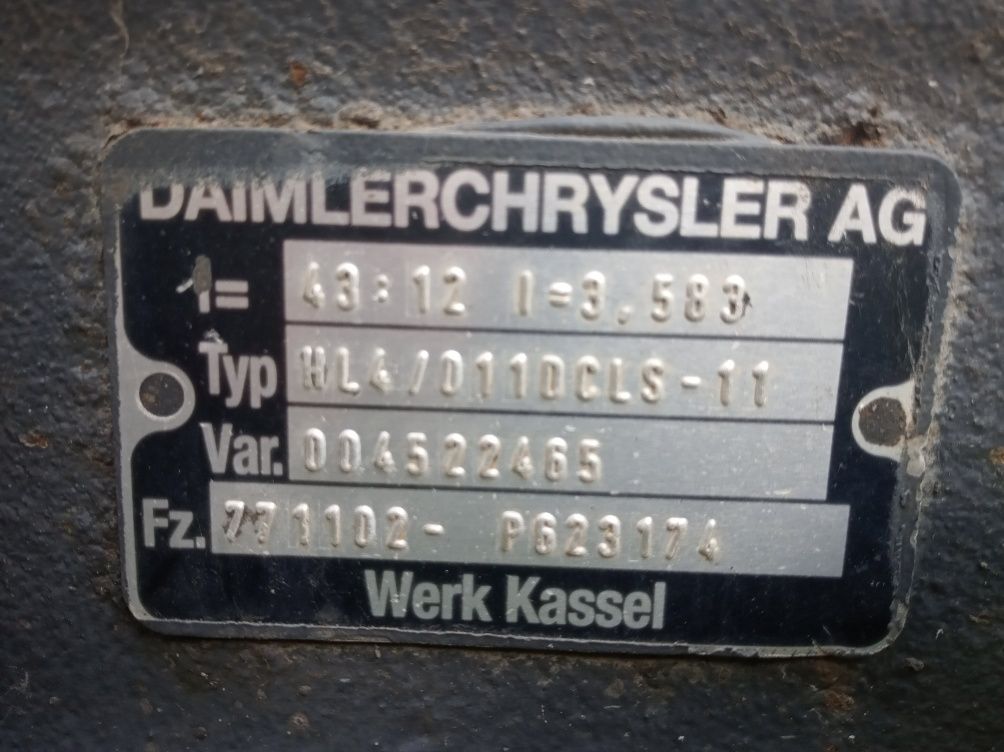 DAIMLERCHRYSLER AG
i= 43:12 I=3,583
Typ HL4/011DCLS-11
Var. 004522465
Fz. 771102- PG23174
Werk Kassel